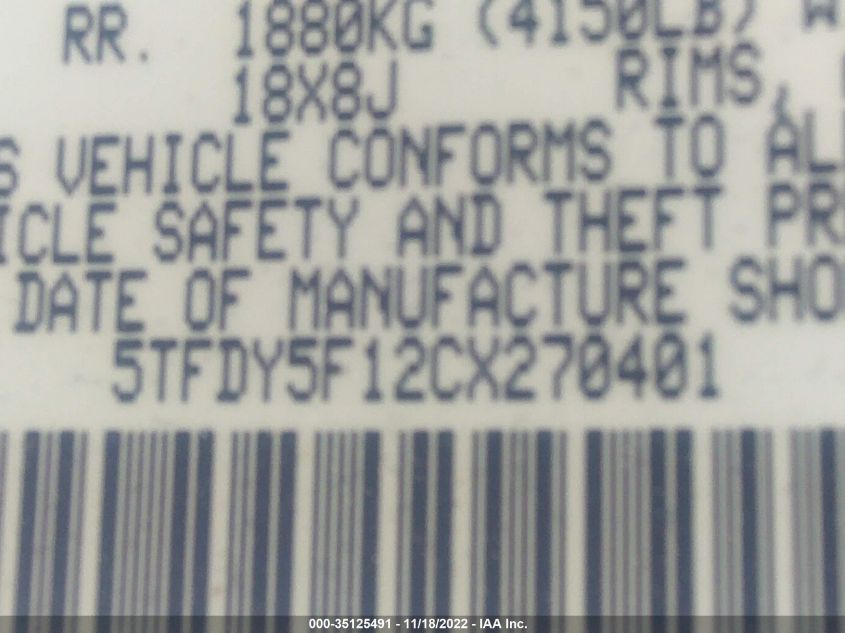 RR. 1880KG (4150LB) W
18X8J RIMS,
S VEHICLE CONFORMS TO AL
ICLE SAFETY AND THEFT PR
DATE OF MANUFACTURE SHO
5TFDY5F12CX270401
000-35125491 - 11/18/2022 - IAA Inc.